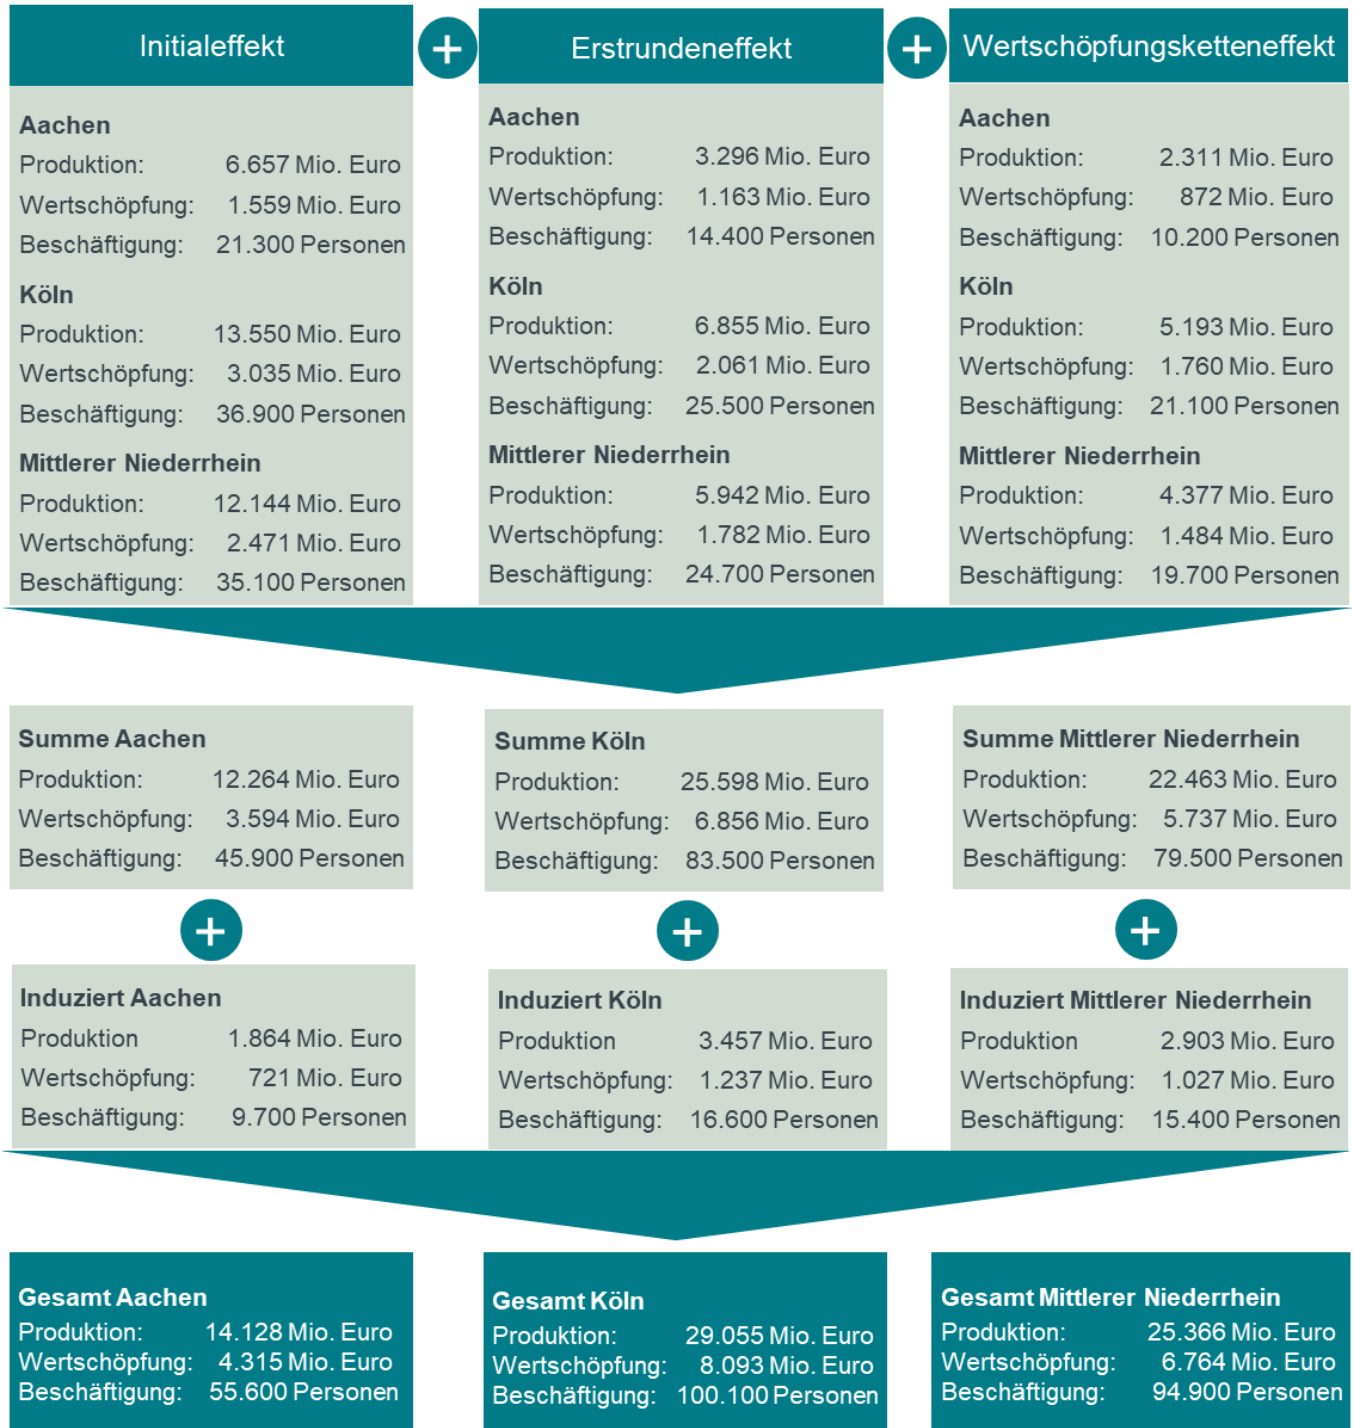 Initialeffekt
+
Erstrundeneffekt
+
Wertschöpfungsketteneffekt
Aachen
Produktion: 6.657 Mio. Euro
Wertschöpfung: 1.559 Mio. Euro
Beschäftigung: 21.300 Personen
Köln
Produktion: 13.550 Mio. Euro
Wertschöpfung: 3.035 Mio. Euro
Beschäftigung: 36.900 Personen
Mittlerer Niederrhein
Produktion: 12.144 Mio. Euro
Wertschöpfung: 2.471 Mio. Euro
Beschäftigung: 35.100 Personen
Aachen
Produktion: 3.296 Mio. Euro
Wertschöpfung: 1.163 Mio. Euro
Beschäftigung: 14.400 Personen
Köln
Produktion: 6.855 Mio. Euro
Wertschöpfung: 2.061 Mio. Euro
Beschäftigung: 25.500 Personen
Mittlerer Niederrhein
Produktion: 5.942 Mio. Euro
Wertschöpfung: 1.782 Mio. Euro
Beschäftigung: 24.700 Personen
Aachen
Produktion: 2.311 Mio. Euro
Wertschöpfung: 872 Mio. Euro
Beschäftigung: 10.200 Personen
Köln
Produktion: 5.193 Mio. Euro
Wertschöpfung: 1.760 Mio. Euro
Beschäftigung: 21.100 Personen
Mittlerer Niederrhein
Produktion: 4.377 Mio. Euro
Wertschöpfung: 1.484 Mio. Euro
Beschäftigung: 19.700 Personen
Summe Aachen
Produktion: 12.264 Mio. Euro
Wertschöpfung: 3.594 Mio. Euro
Beschäftigung: 45.900 Personen
Summe Köln
Produktion: 25.598 Mio. Euro
Wertschöpfung: 6.856 Mio. Euro
Beschäftigung: 83.500 Personen
Summe Mittlerer Niederrhein
Produktion: 22.463 Mio. Euro
Wertschöpfung: 5.737 Mio. Euro
Beschäftigung: 79.500 Personen
+
+
+
Induziert Aachen
Produktion 1.864 Mio. Euro
Wertschöpfung: 721 Mio. Euro
Beschäftigung: 9.700 Personen
Induziert Köln
Produktion 3.457 Mio. Euro
Wertschöpfung: 1.237 Mio. Euro
Beschäftigung: 16.600 Personen
Induziert Mittlerer Niederrhein
Produktion 2.903 Mio. Euro
Wertschöpfung: 1.027 Mio. Euro
Beschäftigung: 15.400 Personen
Gesamt Aachen
Produktion: 14.128 Mio. Euro
Wertschöpfung: 4.315 Mio. Euro
Beschäftigung: 55.600 Personen
Gesamt Köln
Produktion: 29.055 Mio. Euro
Wertschöpfung: 8.093 Mio. Euro
Beschäftigung: 100.100 Personen
Gesamt Mittlerer Niederrhein
Produktion: 25.366 Mio. Euro
Wertschöpfung: 6.764 Mio. Euro
Beschäftigung: 94.900 Personen